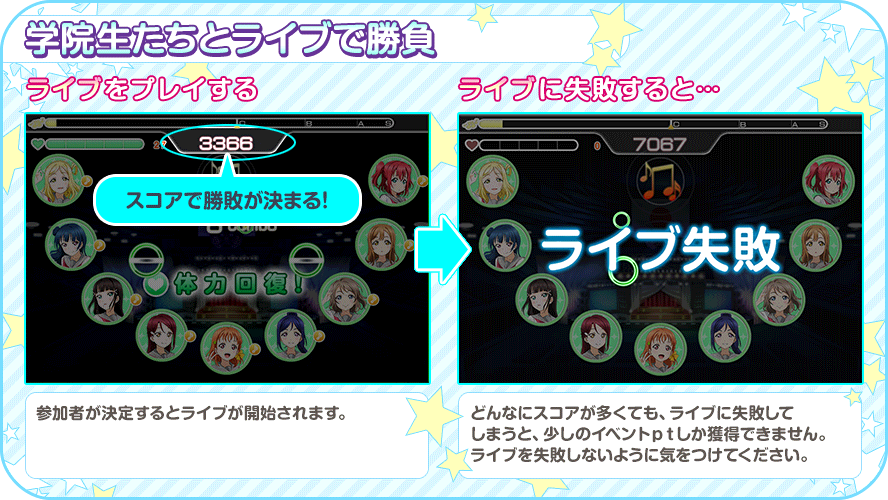 学院生たちとライブで勝負
ライブをプレイする
ライブに失敗すると…
C B A S
3366
スコアで勝敗が決まる!
体力回復!
C B A S
0
7067
ライブ失敗
参加者が決定するとライブが開始されます。
どんなにスコアが多くても、ライブに失敗して
しまうと、少しのイベントptしか獲得できません。
ライブを失敗しないように気をつけてください。